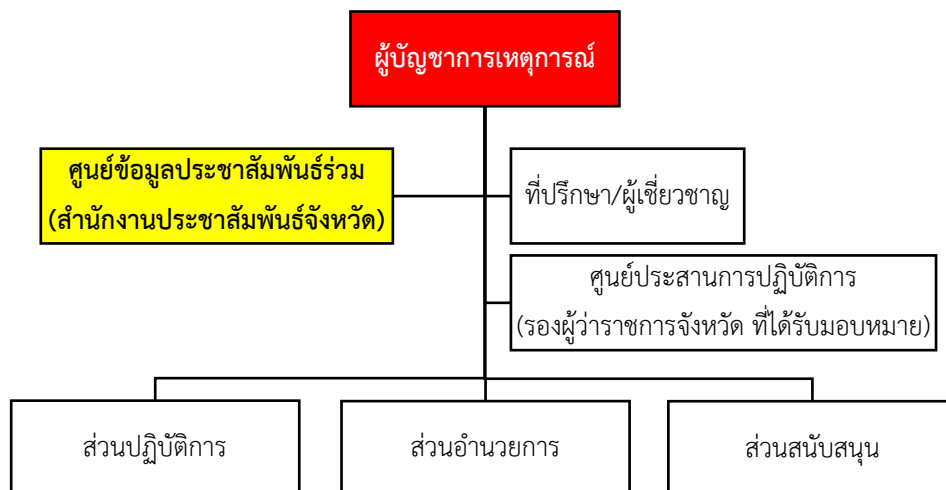 ผู้บัญชาการเหตุการณ์
ศูนย์ข้อมูลประชาสัมพันธ์ร่วม
(สำนักงานประชาสัมพันธ์จังหวัด)
ที่ปรึกษา/ผู้เชี่ยวชาญ
ศูนย์ประสานการปฏิบัติการ
(รองผู้ว่าราชการจังหวัด ที่ได้รับมอบหมาย)
ส่วนปฏิบัติการ
ส่วนอำนวยการ
ส่วนสนับสนุน